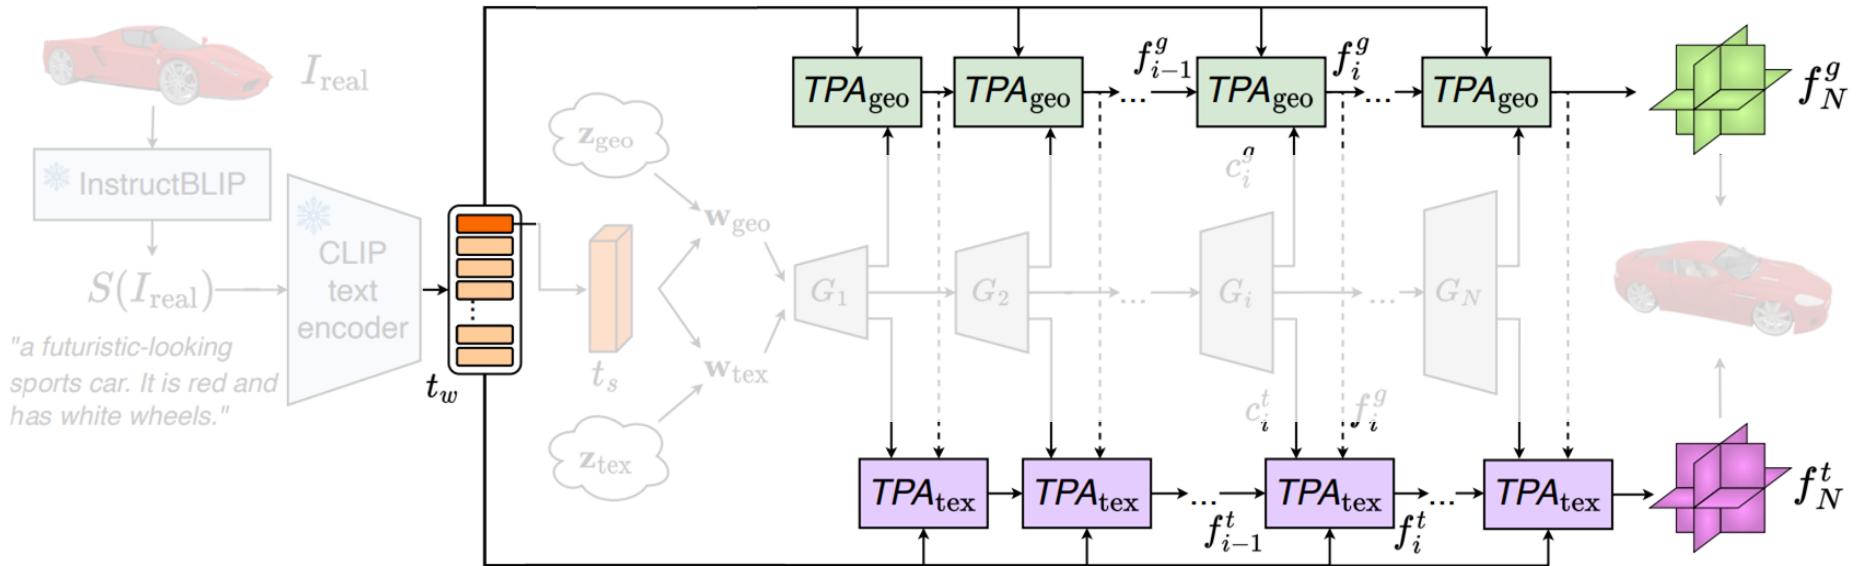 I_real
InstructBLIP
S(I_real)
"a futuristic-looking
sports car. It is red and
has white wheels."
CLIP
text
encoder
t_w
t_s
z_geo
w_geo
w_tex
z_tex
TPA_geo
TPA_geo
f^g_{i-1}
...
TPA_geo
f^g_i
...
TPA_geo
f^g_N
c^g_i
G_1
G_2
...
G_i
...
G_N
c^t_i
f^g_i
TPA_tex
TPA_tex
...
f^t_{i-1}
TPA_tex
f^t_i
...
TPA_tex
f^t_N